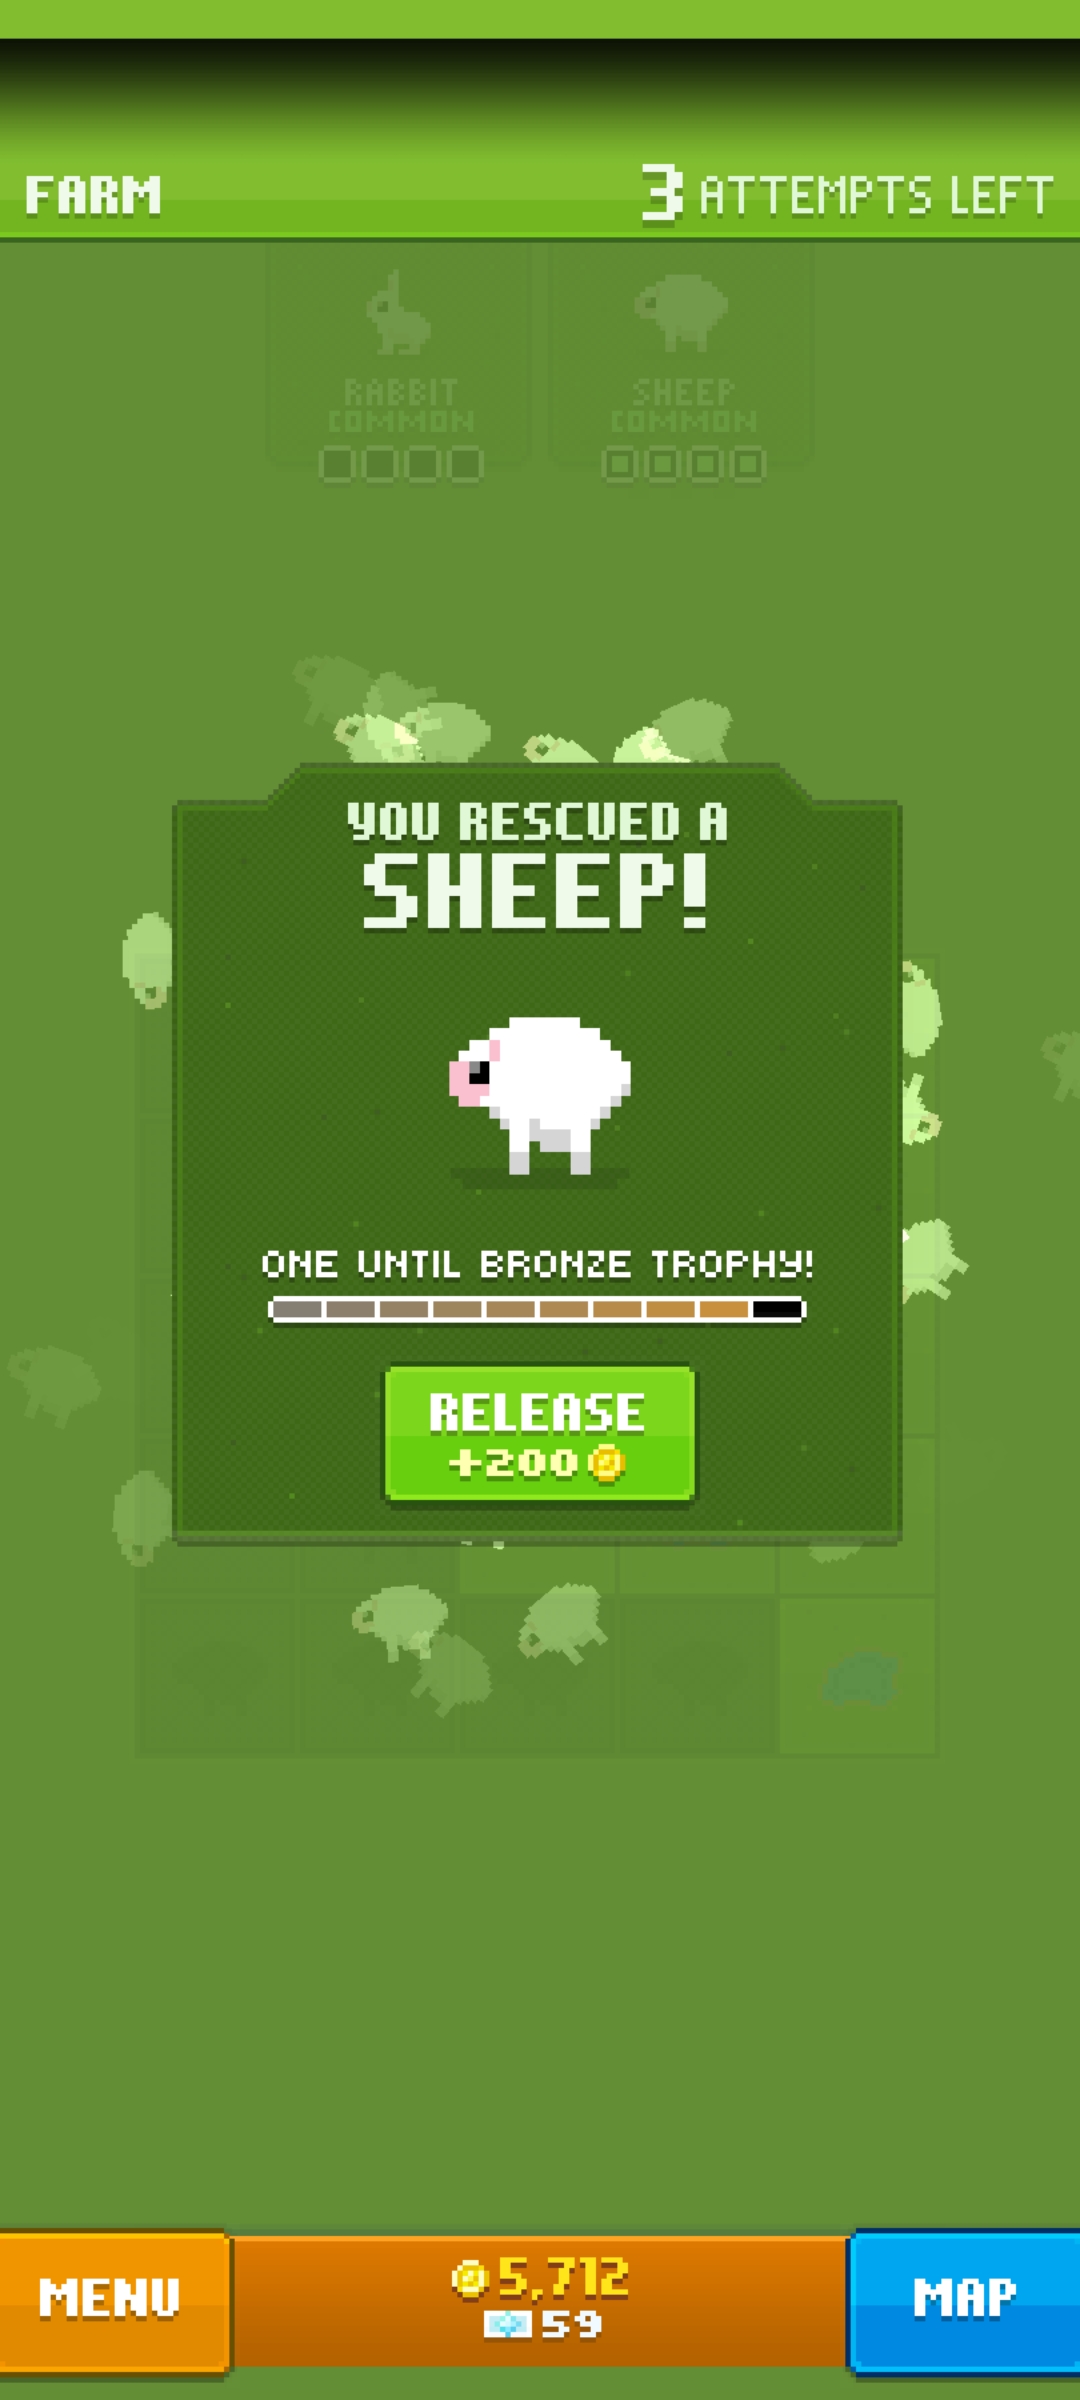 FARM
3 ATTEMPTS LEFT
RABBIT
COMMON
SHEEP
COMMON
YOU RESCUED A
SHEEP!
ONE UNTIL BRONZE TROPHY!
RELEASE
+200
MENU
5,712
59
MAP